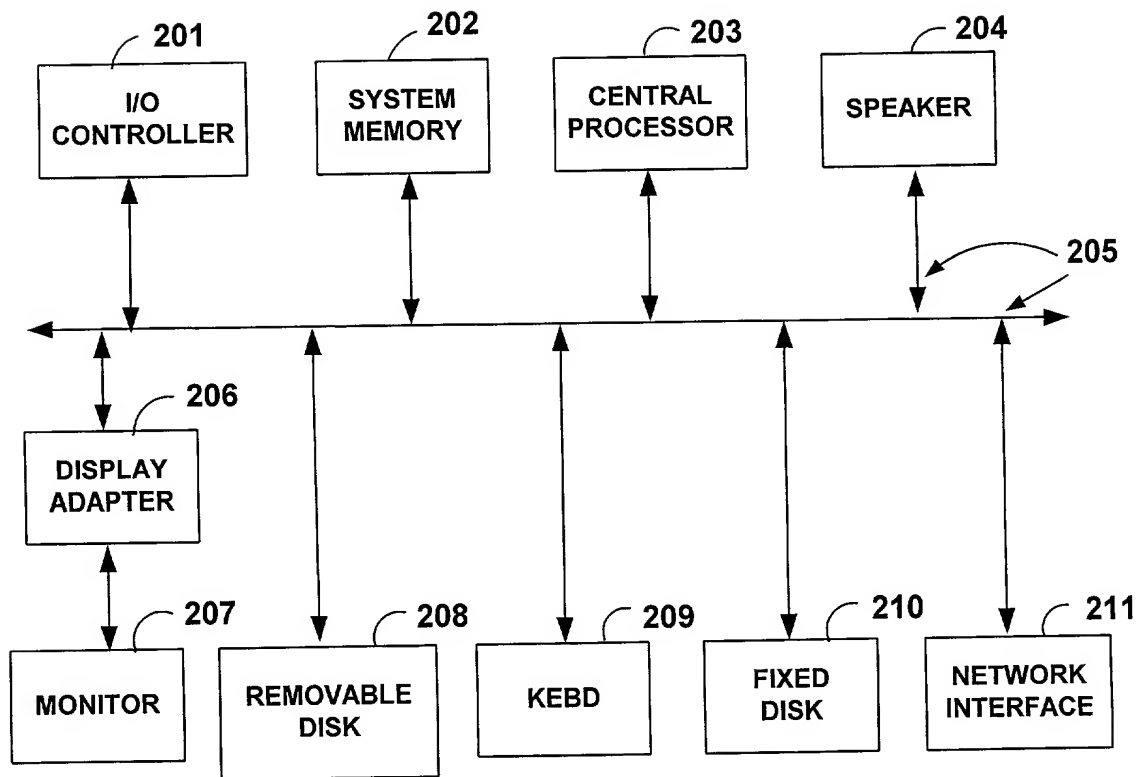 201
202
203
204
I/O
CONTROLLER
SYSTEM
MEMORY
CENTRAL
PROCESSOR
SPEAKER
205
206
DISPLAY
ADAPTER
207
208
209
210
211
MONITOR
REMOVABLE
DISK
KEBD
FIXED
DISK
NETWORK
INTERFACE